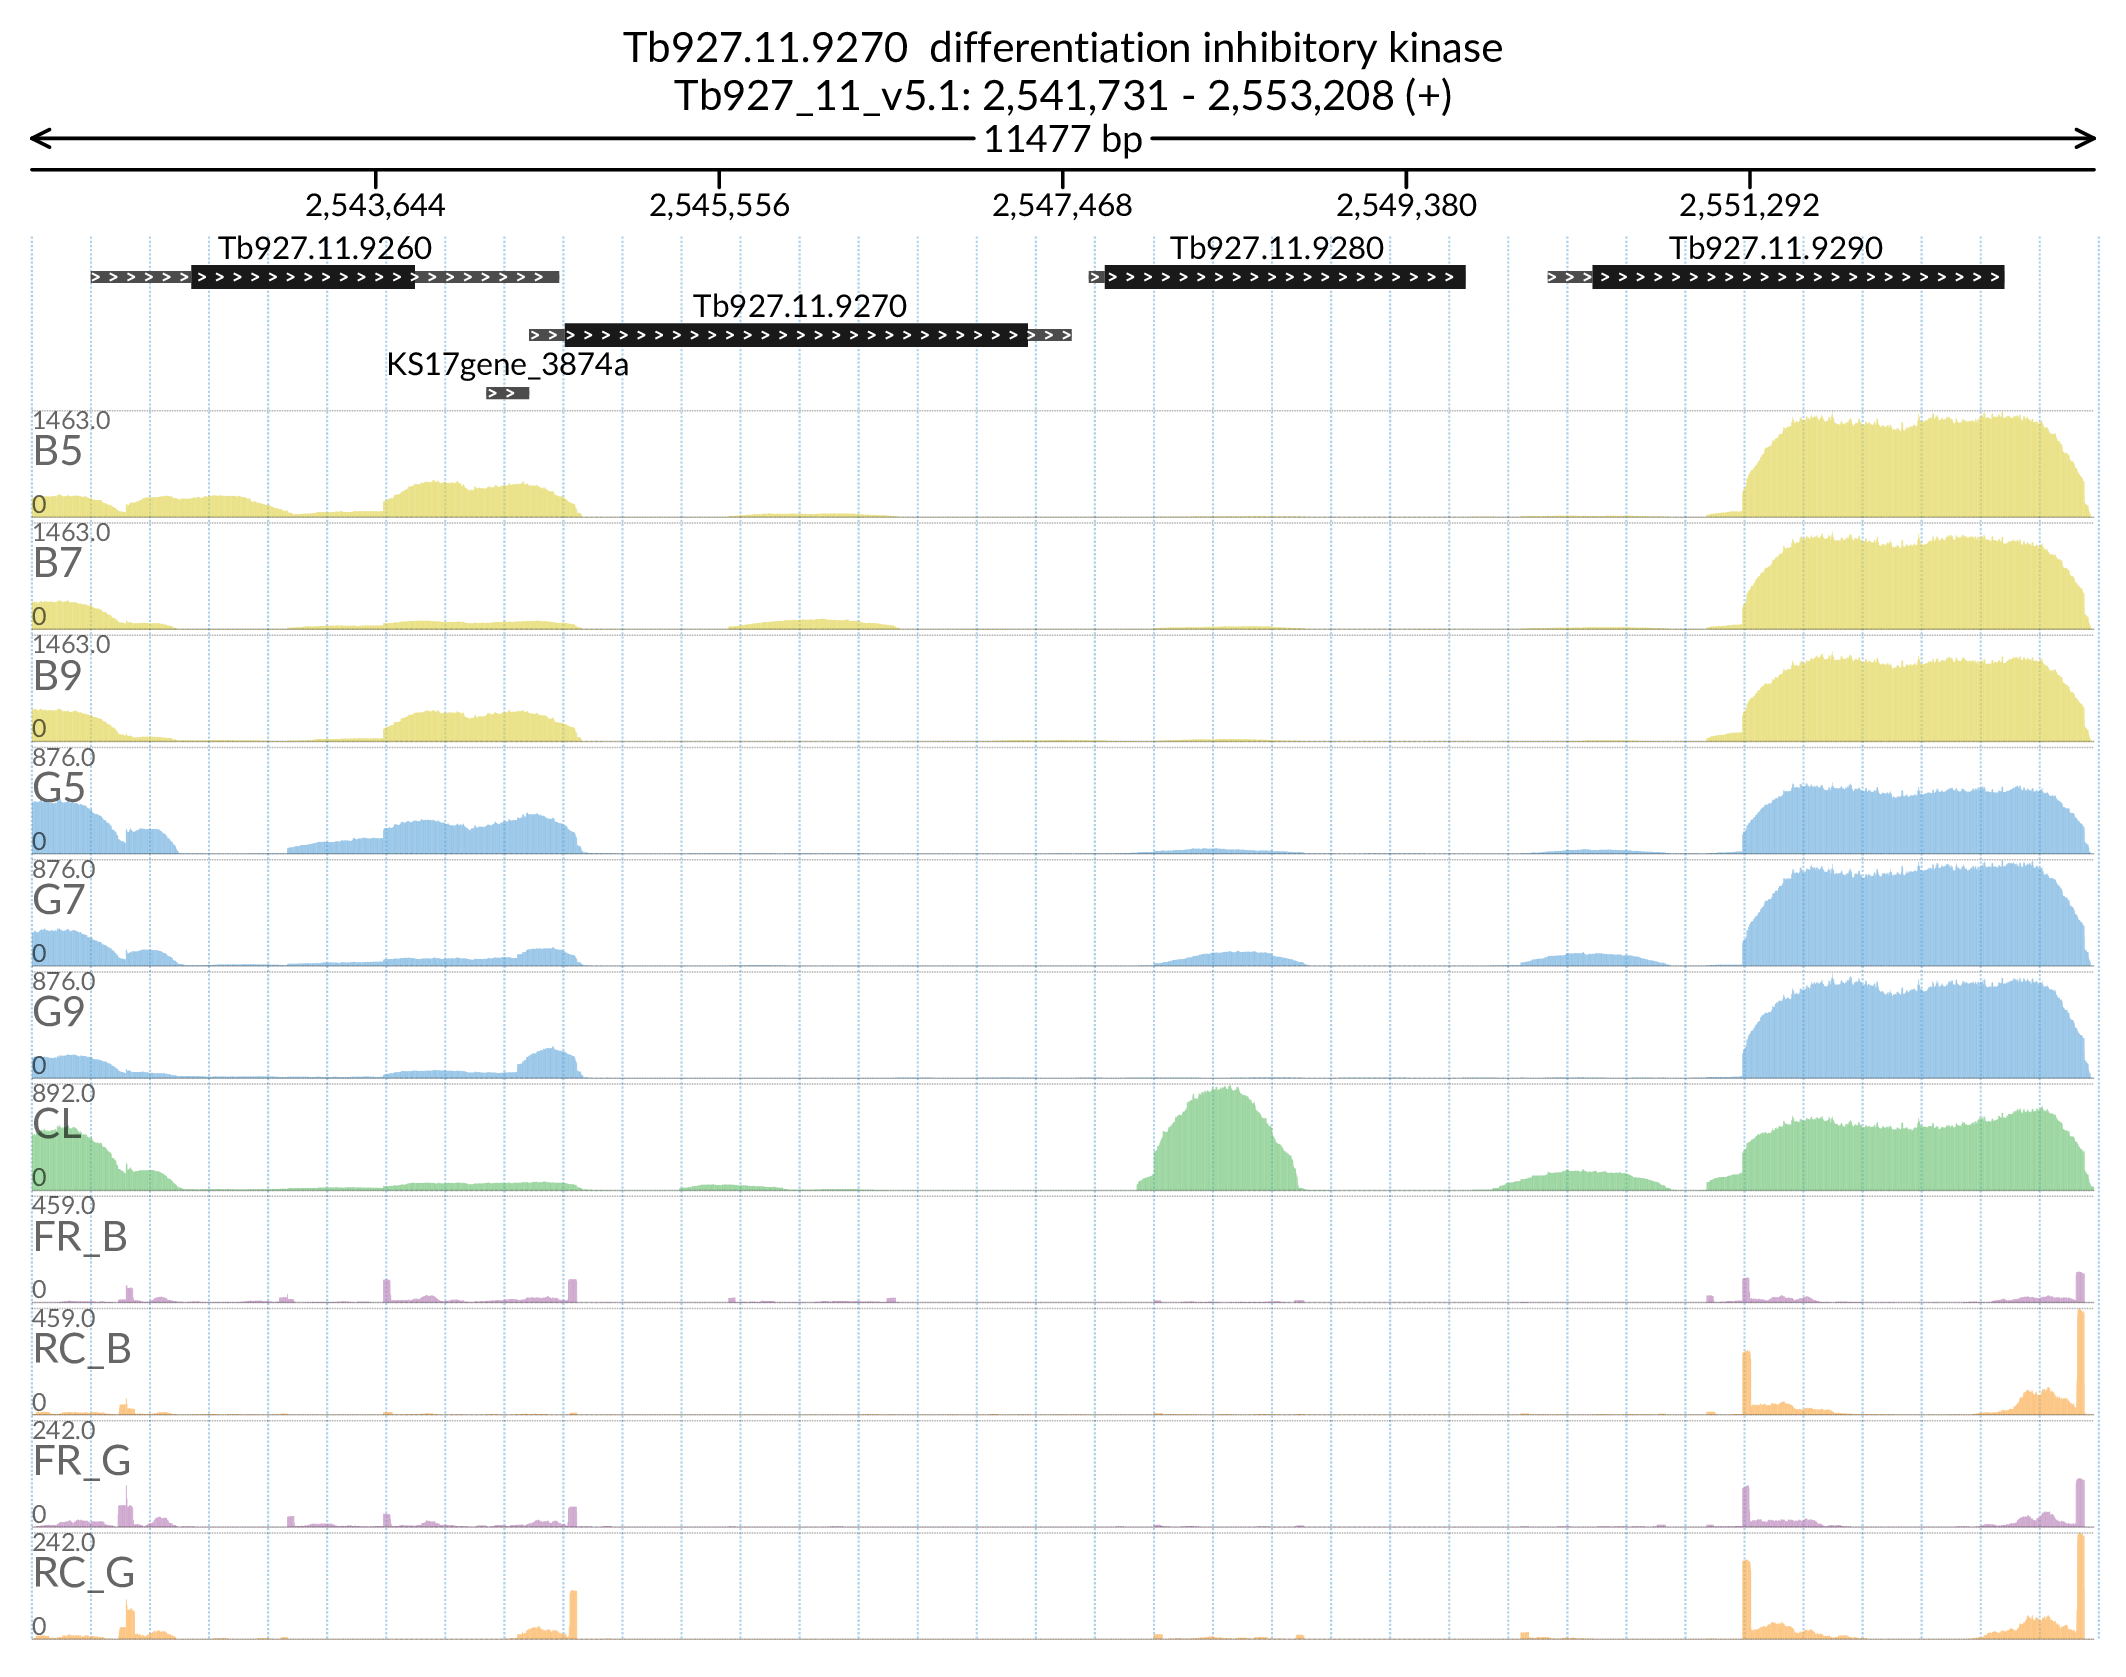 Tb927.11.9270  differentiation inhibitory kinase
Tb927_11_v5.1: 2,541,731 - 2,553,208 (+)
11477 bp
2,543,644 2,545,556 2,547,468 2,549,380 2,551,292
Tb927.11.9260 Tb927.11.9280 Tb927.11.9290
Tb927.11.9270
KS17gene_3874a
1463.0
B5
0
1463.0
B7
0
1463.0
B9
0
876.0
G5
0
876.0
G7
0
876.0
G9
0
892.0
CL
0
459.0
FR_B
0
459.0
RC_B
0
242.0
FR_G
0
242.0
RC_G
0